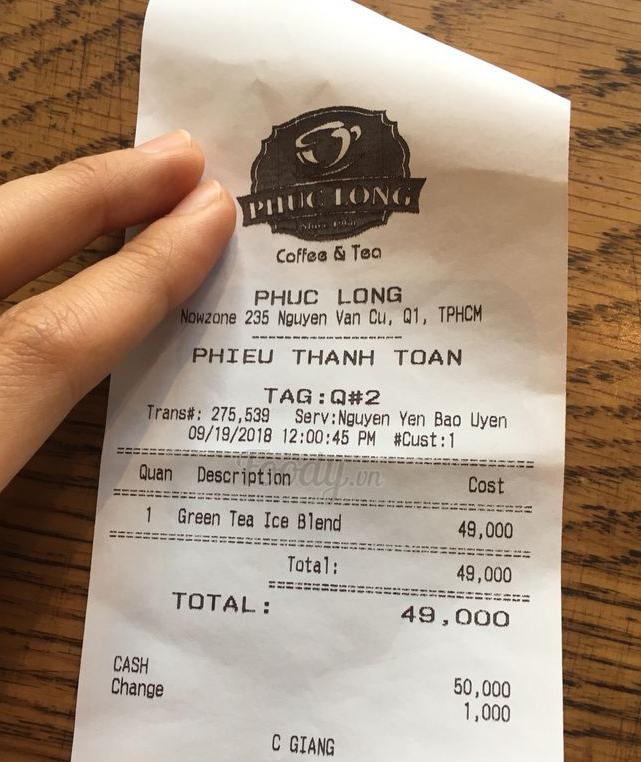 PHUC LONG
Since 1968
Coffee & Tea
PHUC LONG
Nowzone 235 Nguyen Van Cu, Q1, TPHCM
PHIEU THANH TOAN
TAG:Q#2
Trans#: 275,539 Serv:Nguyen Yen Bao Uyen
09/19/2018 12:00:45 PM #Cust:1
Foody.vn
Quan Description Cost
1 Green Tea Ice Blend 49,000
Total: 49,000
TOTAL: 49,000
CASH 50,000
Change 1,000
C GIANG